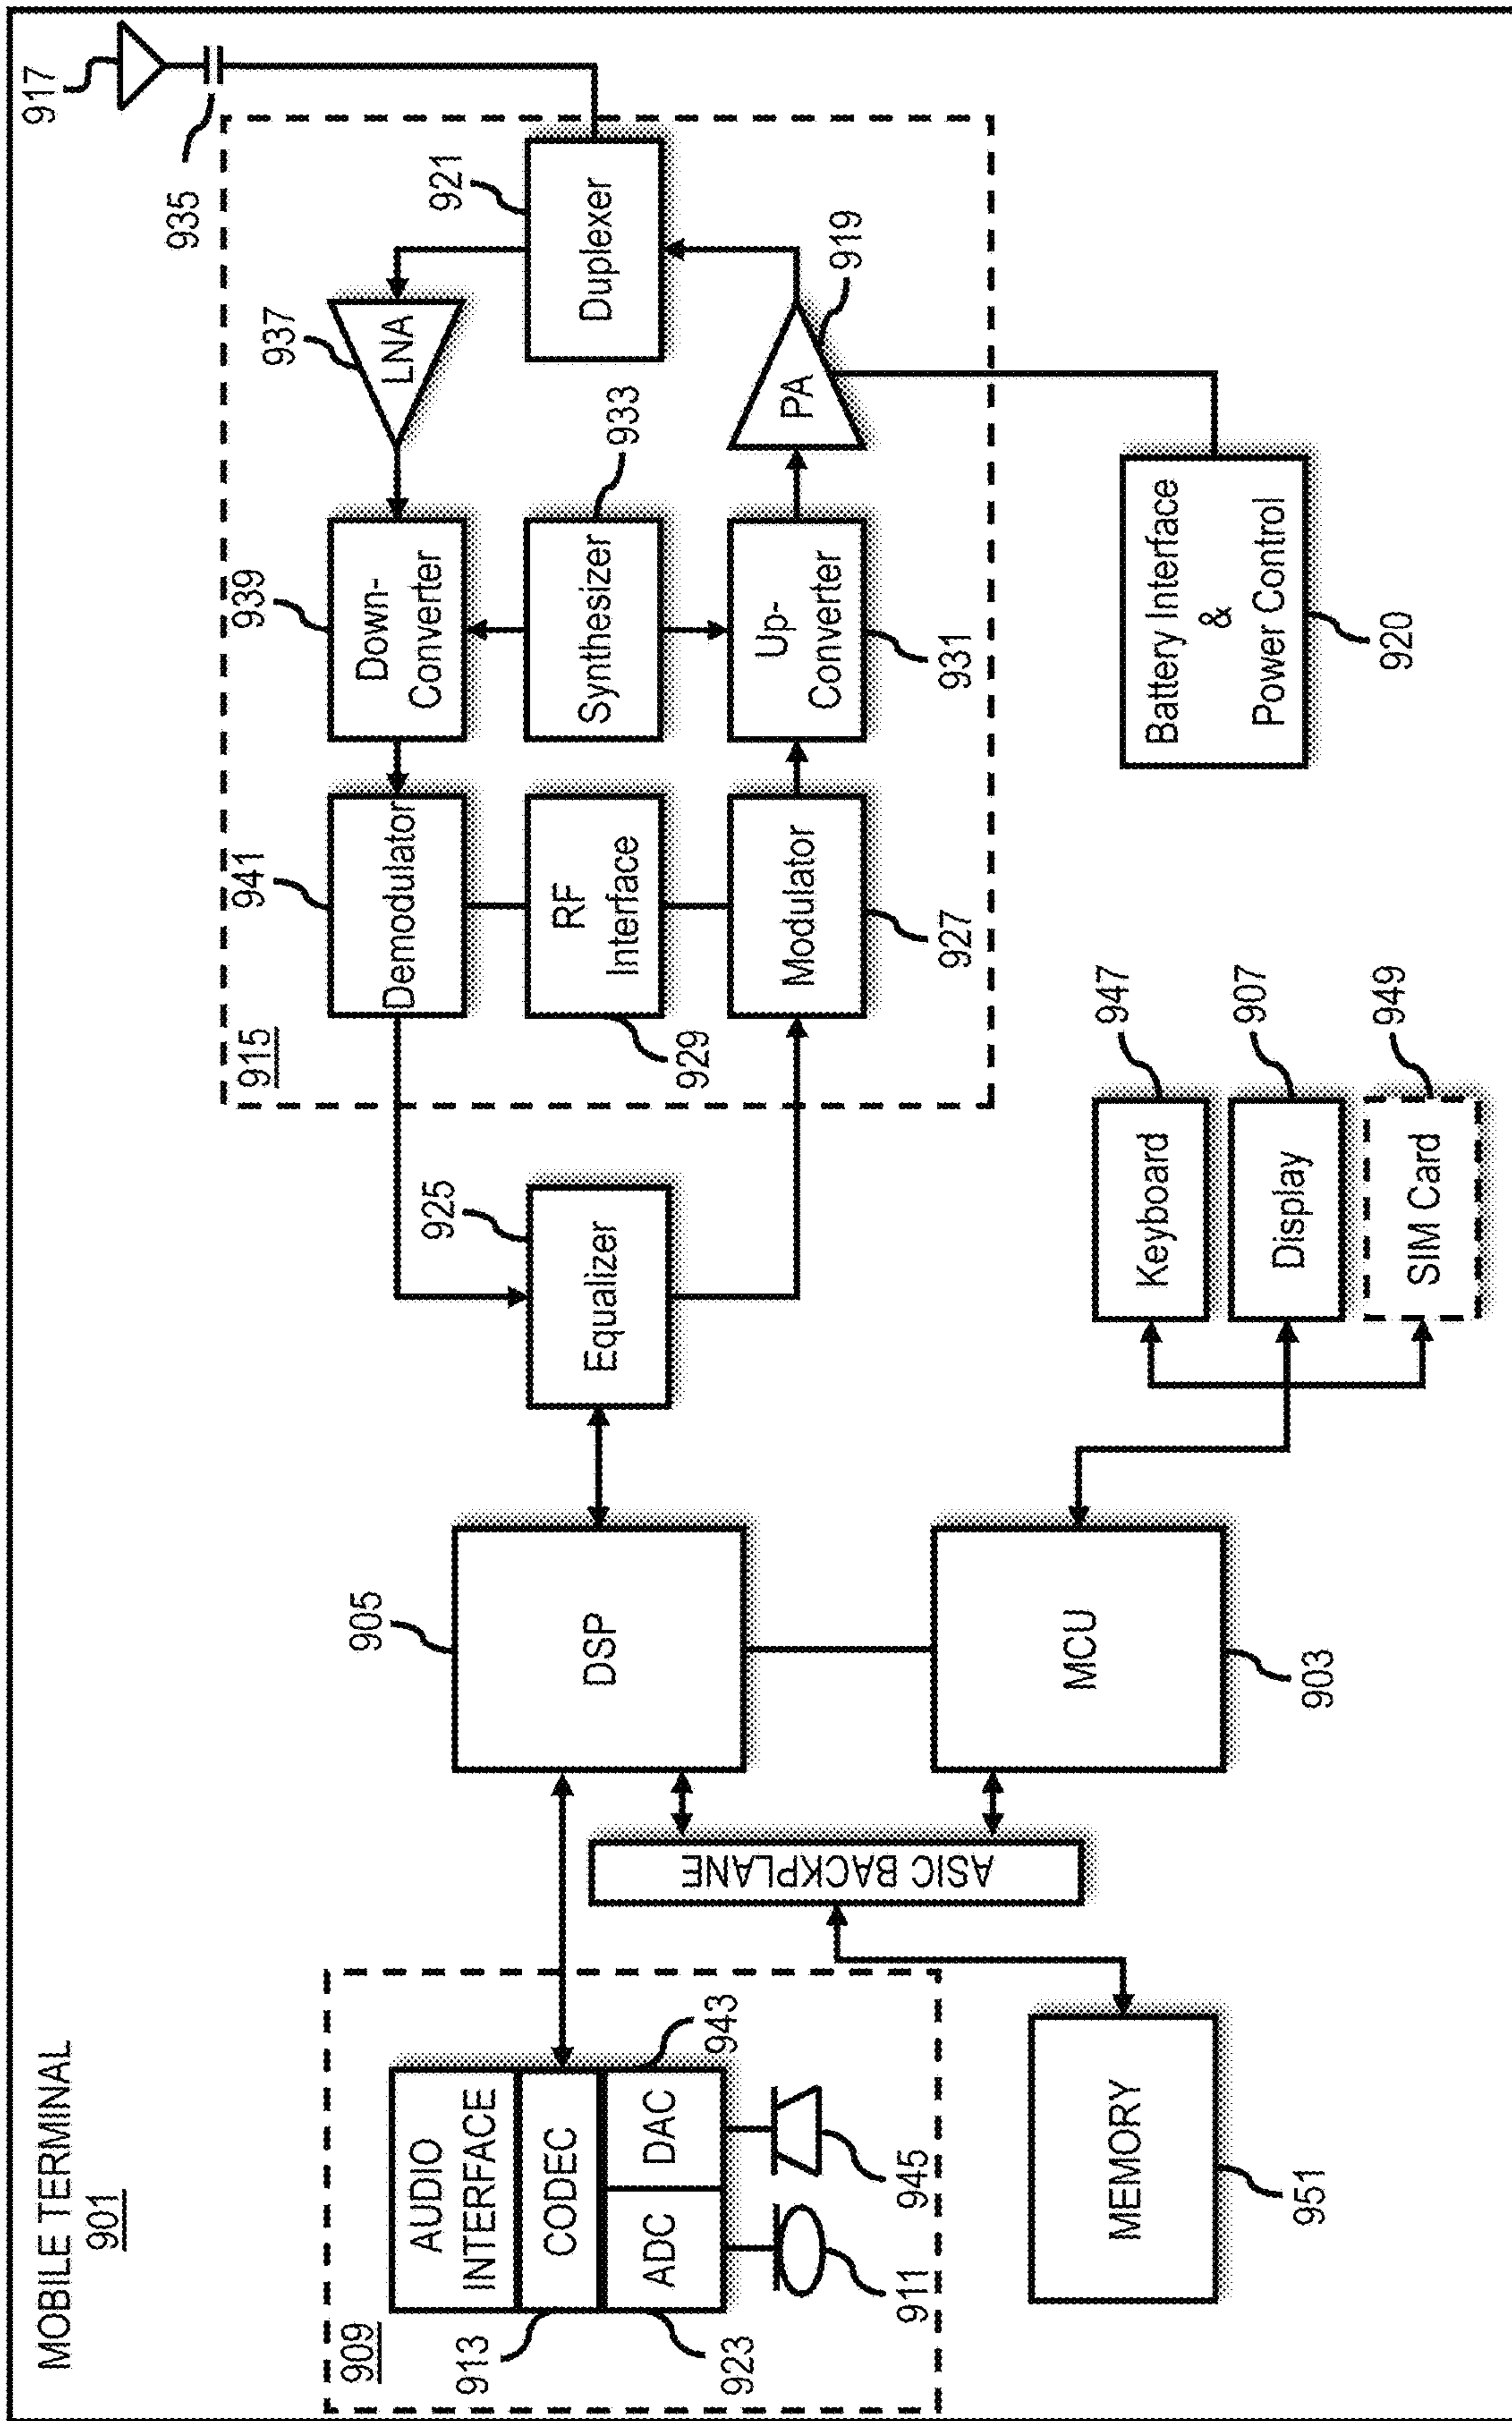 MOBILE TERMINAL
901
909
AUDIO
INTERFACE
CODEC
ADC
DAC
913
923
943
911
945
MEMORY
951
ASIC BACKPLANE
DSP
905
MCU
903
Equalizer
925
Keyboard
947
Display
907
SIM Card
949
915
Demodulator
941
RF
Interface
929
Modulator
927
Down-
Converter
939
Synthesizer
933
Up-
Converter
931
LNA
937
PA
919
Duplexer
921
935
917
Battery Interface
&
Power Control
920